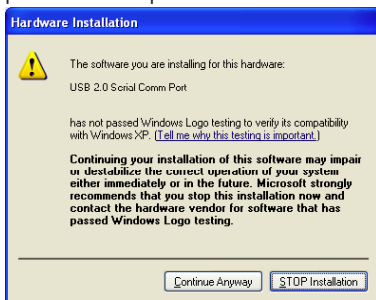 Hardware Installation
The software you are installing for this hardware:
USB 2.0 Serial Comm Port
has not passed Windows Logo testing to verify its compatibility
with Windows XP. (Tell me why this testing is important.)
Continuing your installation of this software may impair
or destabilize the correct operation of your system
either immediately or in the future. Microsoft strongly
recommends that you stop this installation now and
contact the hardware vendor for software that has
passed Windows Logo testing.
Continue Anyway
STOP Installation